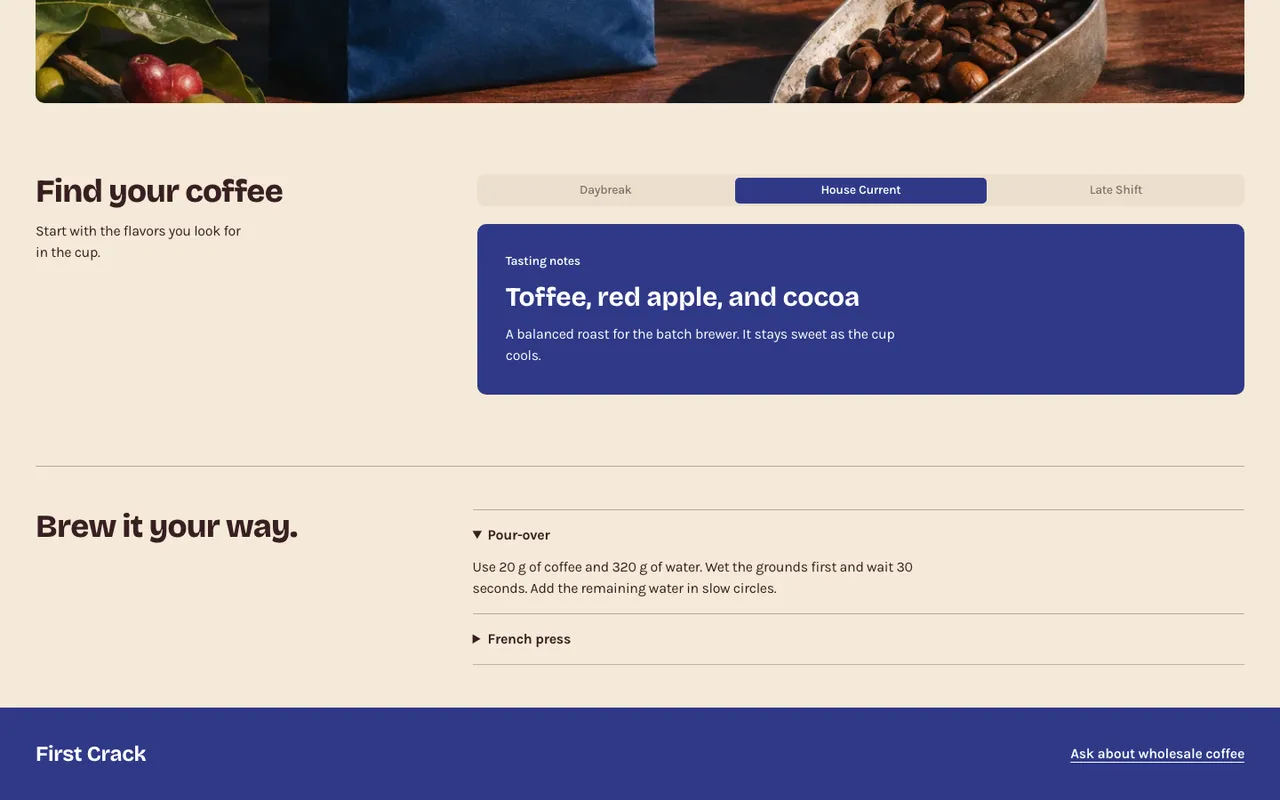 Find your coffee
Start with the flavors you look for
in the cup.
Daybreak
House Current
Late Shift
Tasting notes
Toffee, red apple, and cocoa
A balanced roast for the batch brewer. It stays sweet as the cup
cools.
Brew it your way.
Pour-over
Use 20 g of coffee and 320 g of water. Wet the grounds first and wait 30
seconds. Add the remaining water in slow circles.
French press
First Crack
Ask about wholesale coffee